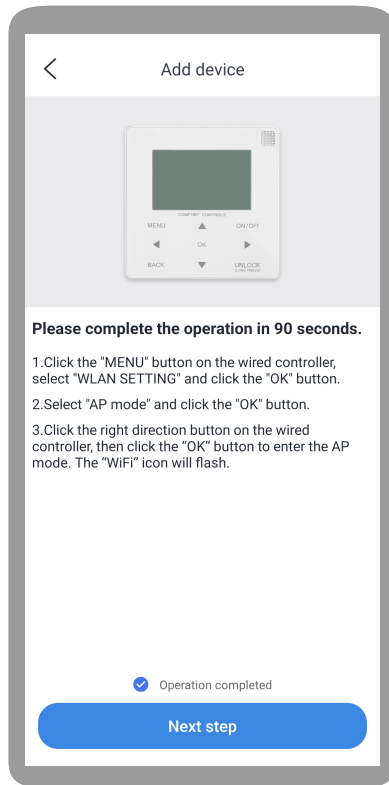 Add device
COMFORT CONTROLS
MENU
ON/OFF
OK
BACK
UNLOCK
Please complete the operation in 90 seconds.
1.Click the "MENU" button on the wired
controller, select "WLAN SETTING" and click the "OK" button.
2.Select "AP mode" and click the "OK" button.
3.Click the right direction button on the wired
controller, then click the “OK” button to enter the AP
mode. The “WiFi” icon will flash.
Operation completed
Next step